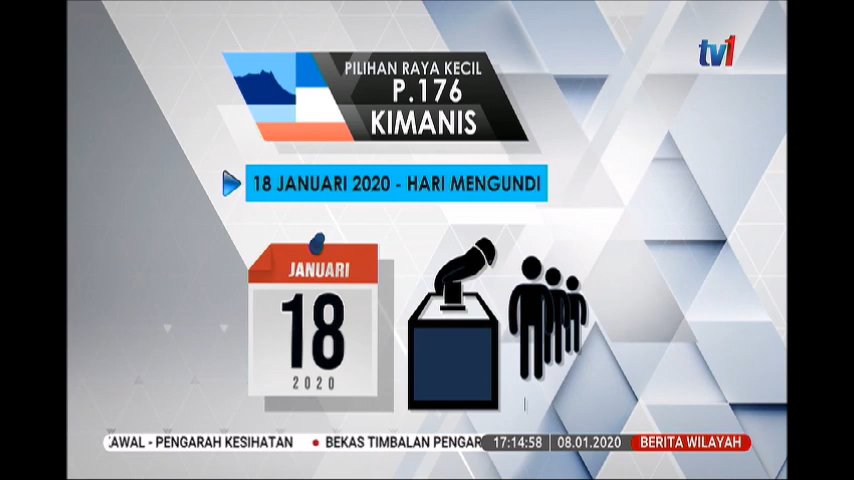 tv1
PILIHAN RAYA KECIL
P.176
KIMANIS
18 JANUARI 2020 - HARI MENGUNDI
JANUARI
18
2020
AWAL - PENGARAH KESIHATAN • BEKAS TIMBALAN PENGAR 17:14:58 08.01.2020 BERITA WILAYAH